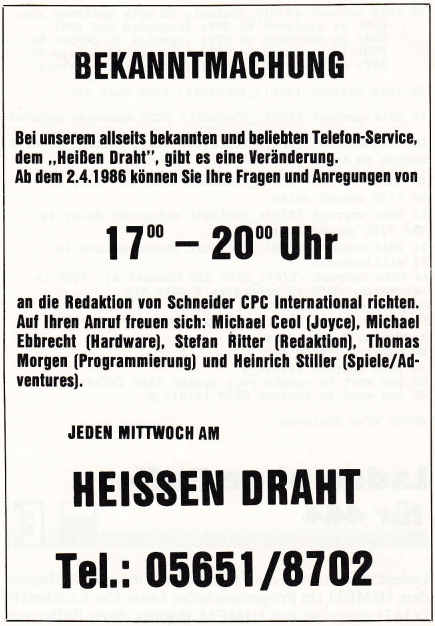 BEKANNTMACHUNG
Bei unserem allseits bekannten und beliebten Telefon-Service,
dem „Heißen Draht", gibt es eine Veränderung.
Ab dem 2.4.1986 können Sie Ihre Fragen und Anregungen von
17⁰⁰ – 20⁰⁰ Uhr
an die Redaktion von Schneider CPC International richten.
Auf Ihren Anruf freuen sich: Michael Ceol (Joyce), Michael
Ebbrecht (Hardware), Stefan Ritter (Redaktion), Thomas
Morgen (Programmierung) und Heinrich Stiller (Spiele/Ad-
ventures).
JEDEN MITTWOCH AM
HEISSEN DRAHT
Tel.: 05651/8702